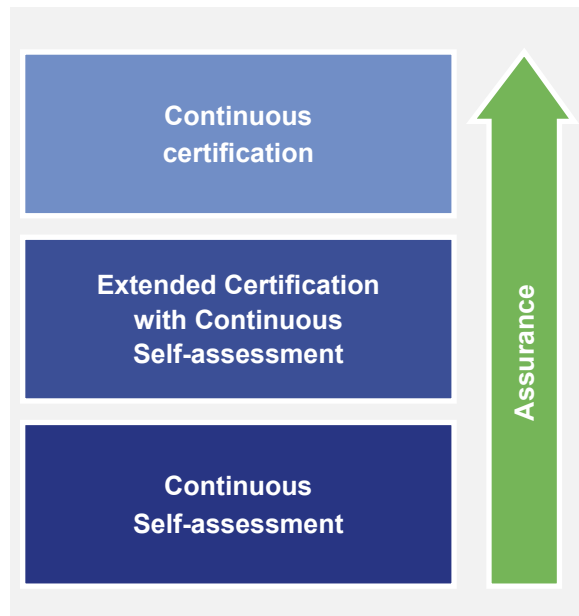 Continuous
certification
Extended Certification
with Continuous
Self-assessment
Continuous
Self-assessment
Assurance